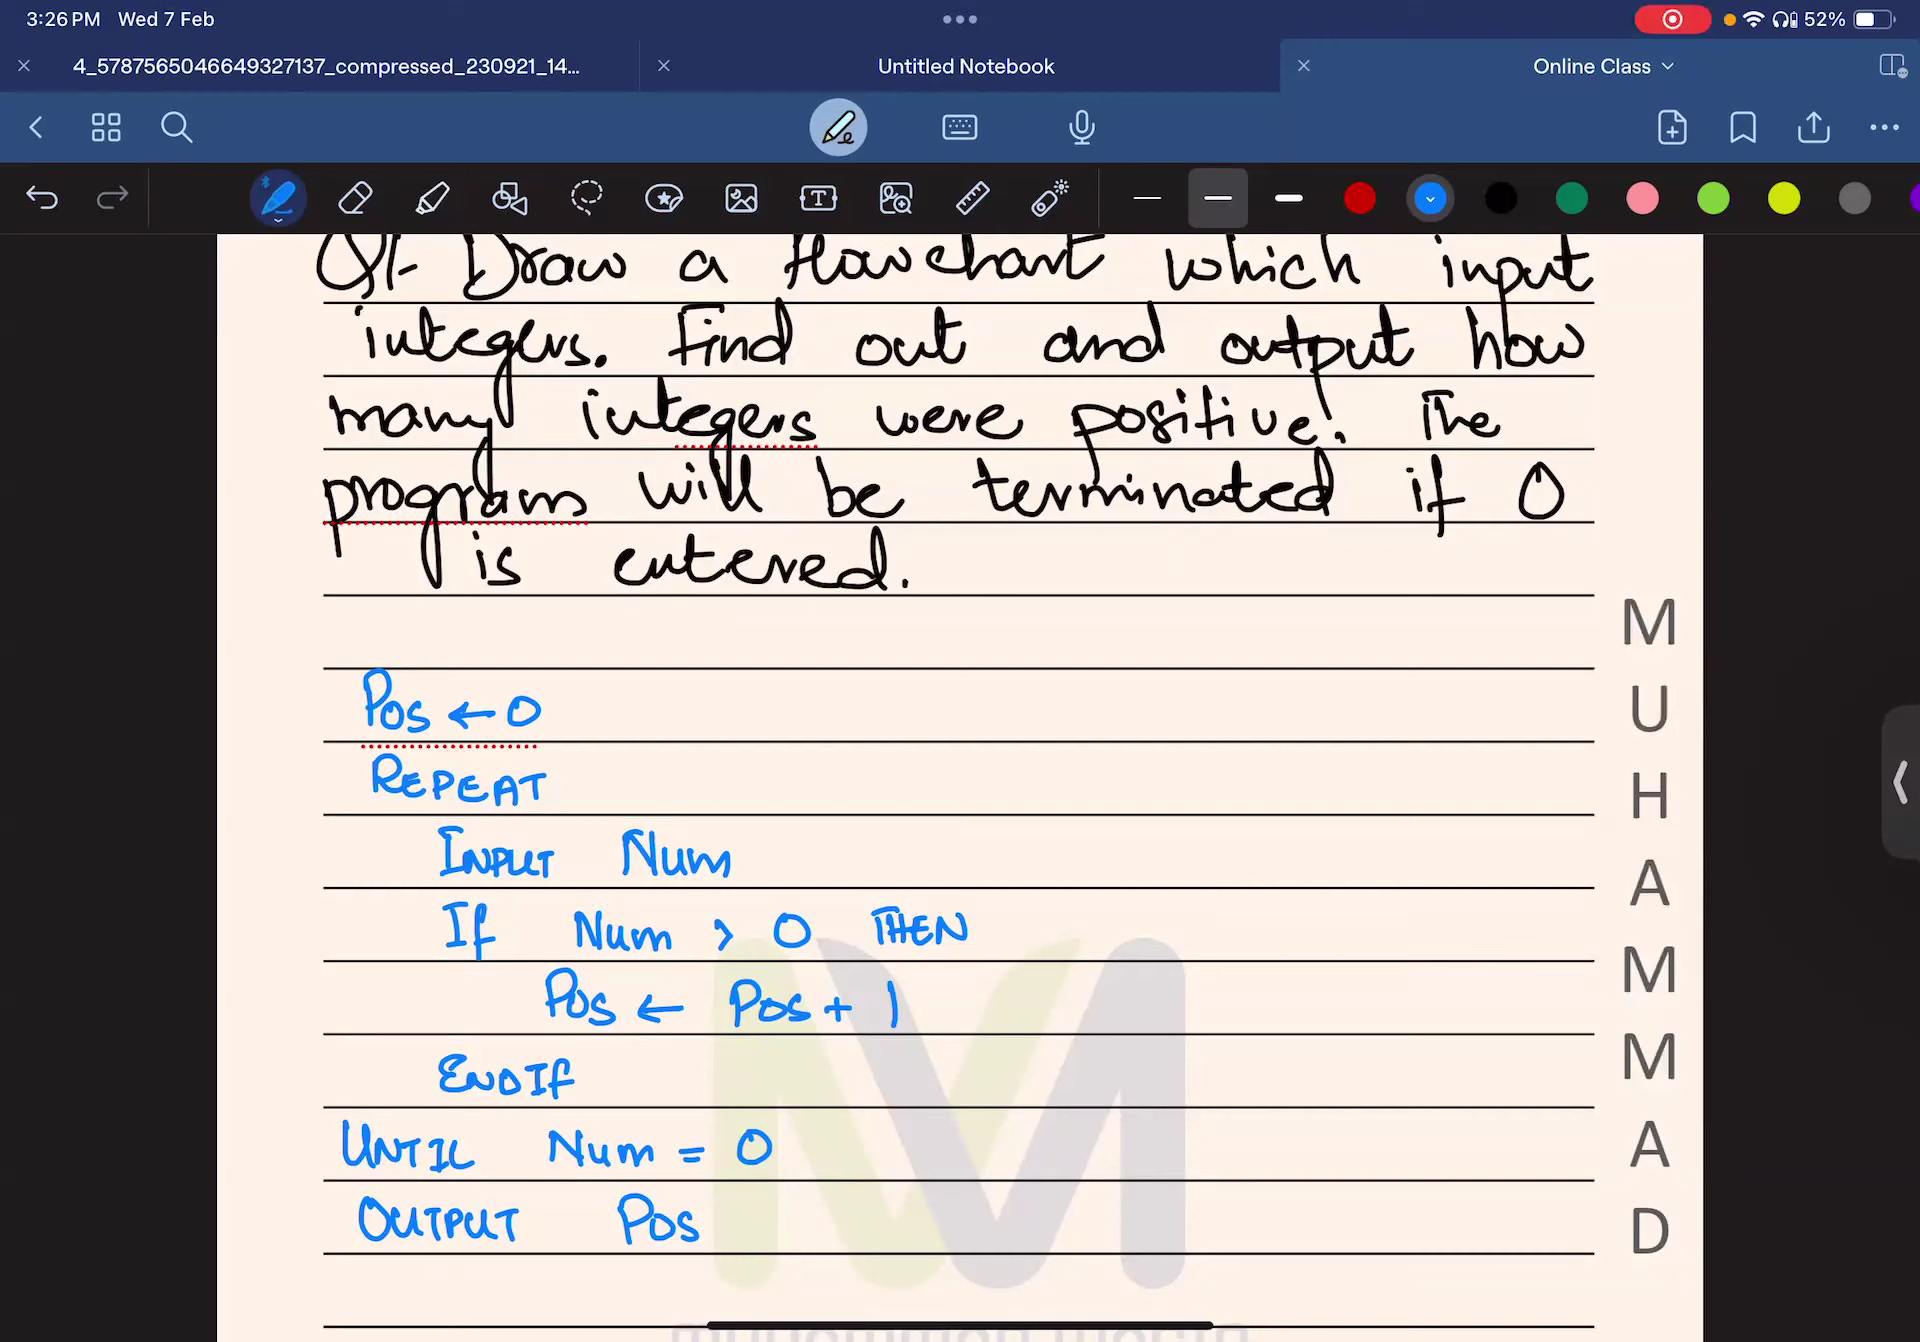 3:26 PM Wed 7 Feb
52%
4_5787565046649327137_compressed_230921_14...
Untitled Notebook
Online Class
Q1- Draw a flowchart which input
integers. Find out and output how
many integers were positive. The
program will be terminated if 0
is entered.
Pos ← 0
REPEAT
INPUT Num
If Num > 0 THEN
Pos ← Pos + 1
ENDIF
UNTIL Num = 0
OUTPUT Pos
MUHAMMAD